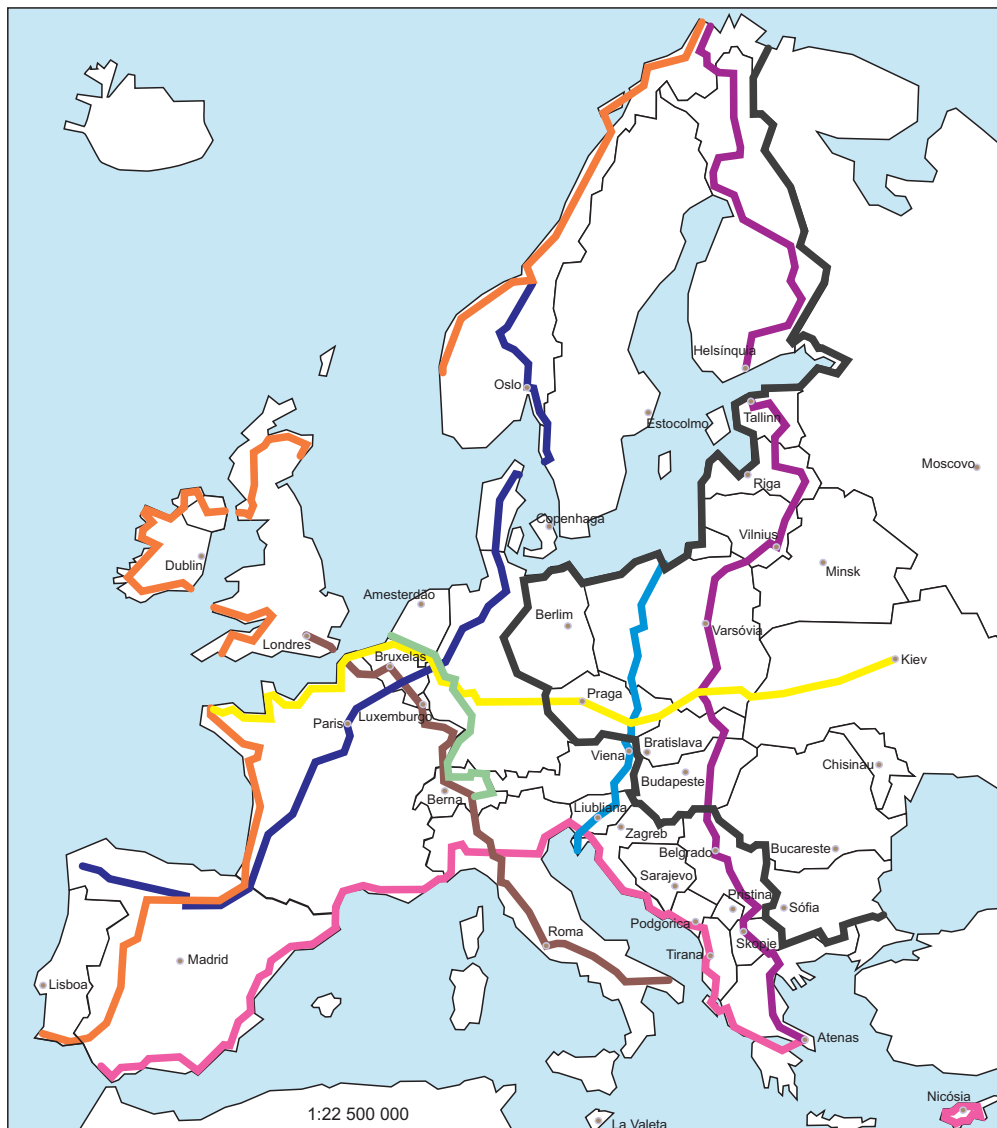 Helsínquia
Oslo
Tallinn
Estocolmo
Moscovo
Riga
Copenhaga
Vilnius
Dublin
Minsk
Amesterdão
Berlim
Varsóvia
Londres
Bruxelas
Kiev
Praga
Luxemburgo
Paris
Viena
Bratislava
Chisinau
Budapeste
Berna
Liubliana
Zagreb
Bucareste
Belgrado
Sarajevo
Pristina
Sófia
Podgorica
Roma
Skopje
Tirana
Madrid
Lisboa
Atenas
Nicósia
1:22 500 000
La Valeta